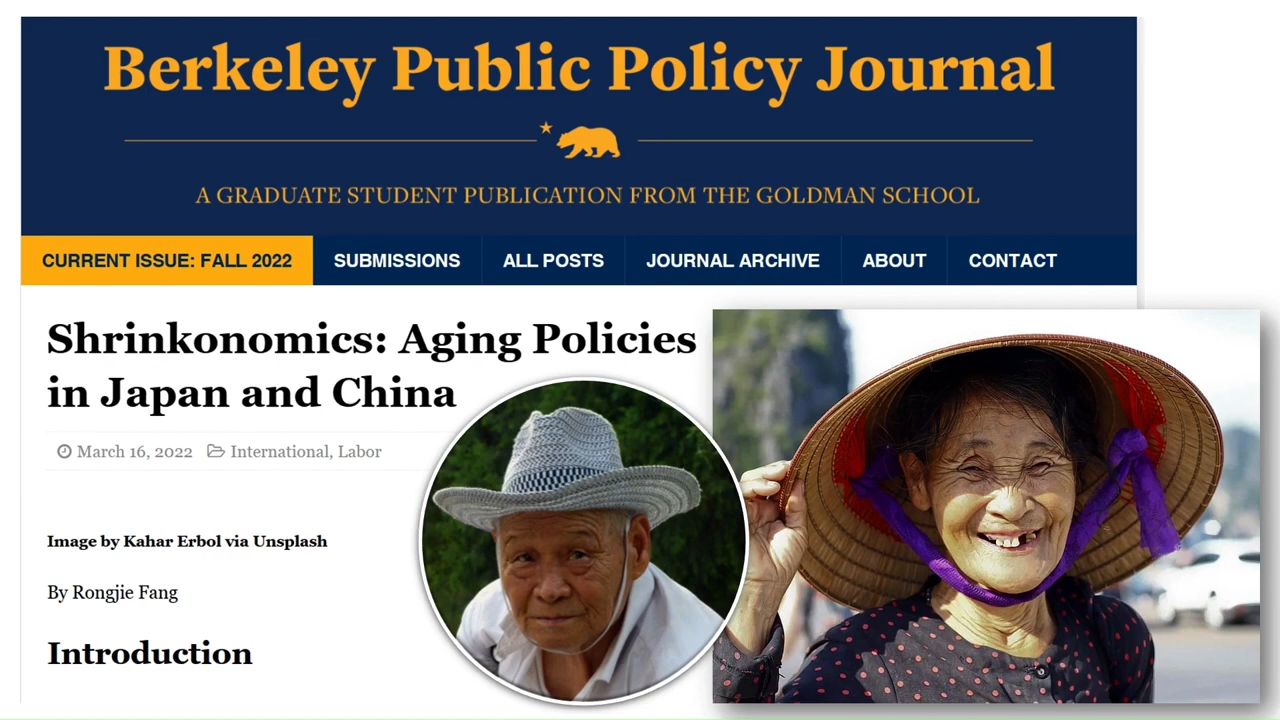 Berkeley Public Policy Journal
A GRADUATE STUDENT PUBLICATION FROM THE GOLDMAN SCHOOL
CURRENT ISSUE: FALL 2022
SUBMISSIONS
ALL POSTS
JOURNAL ARCHIVE
ABOUT
CONTACT
Shrinkonomics: Aging Policies
in Japan and China
March 16, 2022 International, Labor
Image by Kahar Erbol via Unsplash
By Rongjie Fang
Introduction